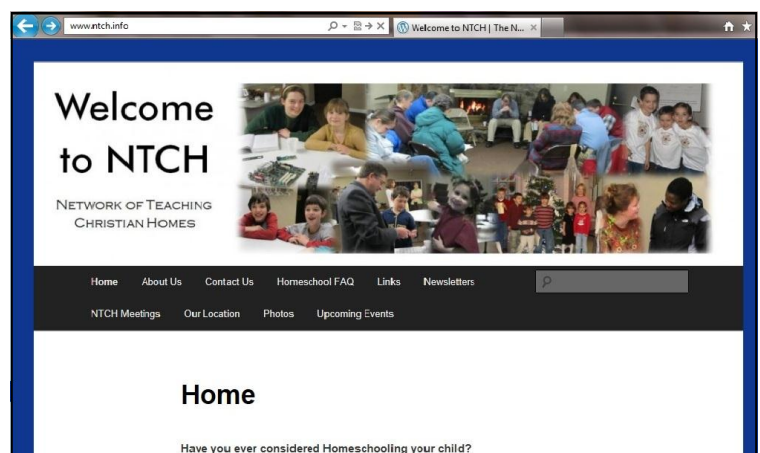 www.ntch.info
Welcome to NTCH | The N...
Welcome
to NTCH
NETWORK OF TEACHING
CHRISTIAN HOMES
Home About Us Contact Us Homeschool FAQ Links Newsletters
NTCH Meetings Our Location Photos Upcoming Events
Home
Have you ever considered Homeschooling your child?